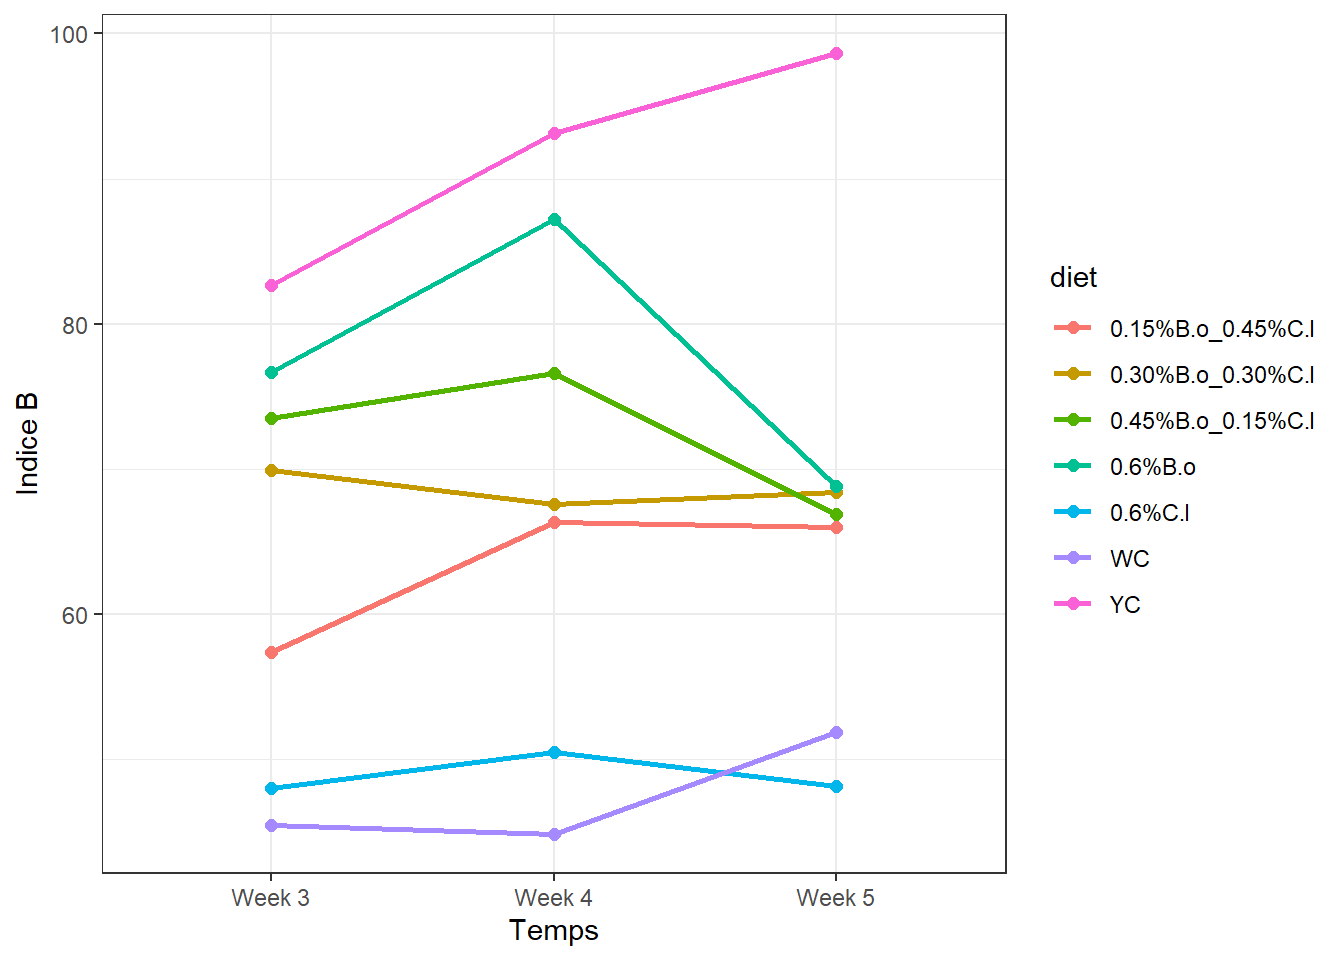 100
80
60
Indice B
Week 3
Week 4
Week 5
Temps
diet
0.15%B.o_0.45%C.l
0.30%B.o_0.30%C.l
0.45%B.o_0.15%C.l
0.6%B.o
0.6%C.l
WC
YC